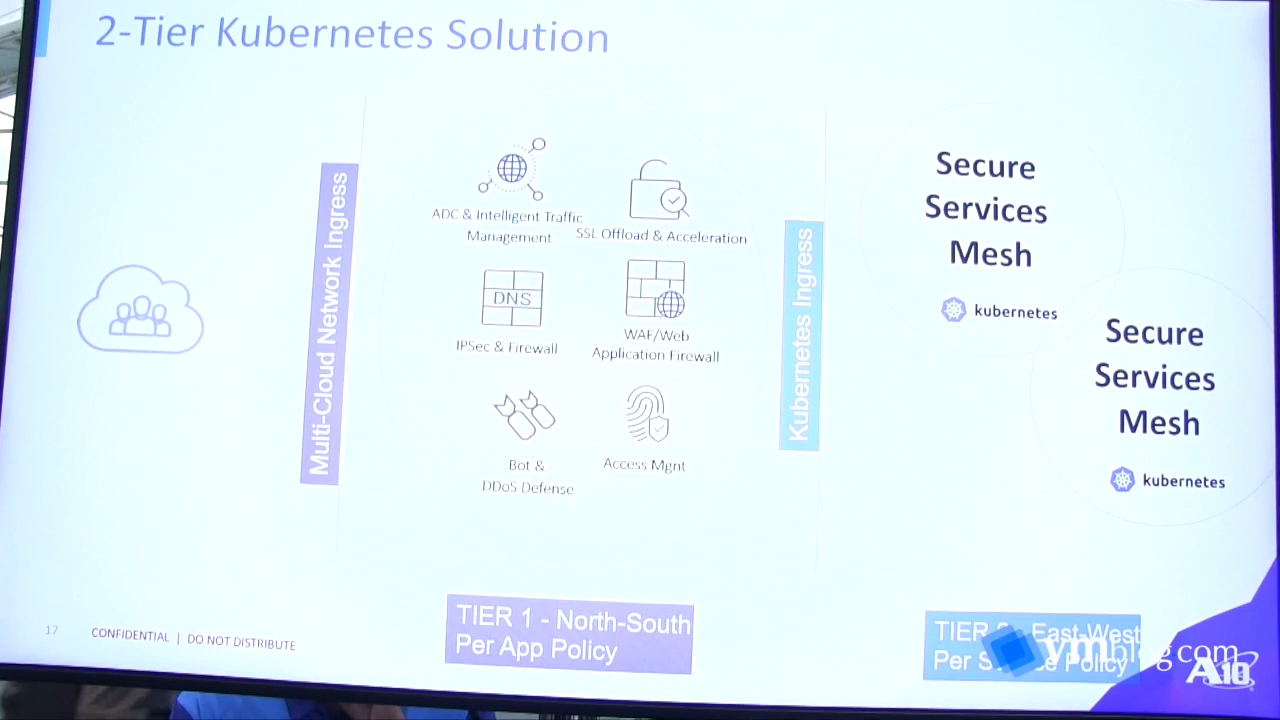 2-Tier Kubernetes Solution
Multi-Cloud Network Ingress
ADC & Intelligent Traffic
Management
SSL Offload & Acceleration
DNS
IPSec & Firewall
WAF/Web
Application Firewall
Bot &
DDoS Defense
Access Mgnt
Kubernetes Ingress
Secure
Services
Mesh
kubernetes
Secure
Services
Mesh
kubernetes
TIER 1 - North-South
Per App Policy
TIER - East-West
Per Policy
17
CONFIDENTIAL | DO NOT DISTRIBUTE
vmblog.com
A10